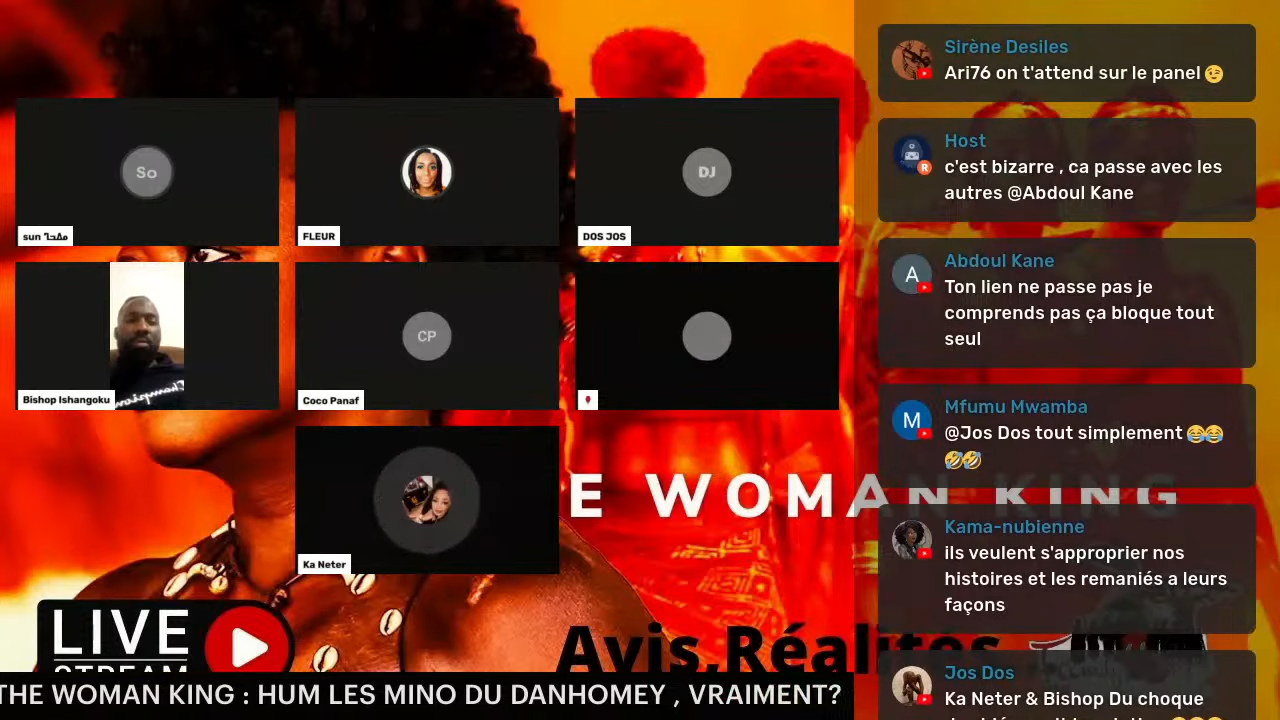 So
sun
FLEUR
DJ
DOS JOS
Bishop Ishangoku
CP
Coco Panaf
Ka Neter
E WOMAN KING
LIVE
STREAM
Avis,Réalités
THE WOMAN KING : HUM LES MINO DU DANHOMEY , VRAIMENT?
Sirène Desiles
Ari76 on t'attend sur le panel 😉
Host
c'est bizarre , ca passe avec les
autres @Abdoul Kane
A
Abdoul Kane
Ton lien ne passe pas je
comprends pas ça bloque tout
seul
M
Mfumu Mwamba
@Jos Dos tout simplement 😂😂
🤣🤣
Kama-nubienne
ils veulent s'approprier nos
histoires et les remaniés a leurs
façons
Jos Dos
Ka Neter & Bishop Du choque